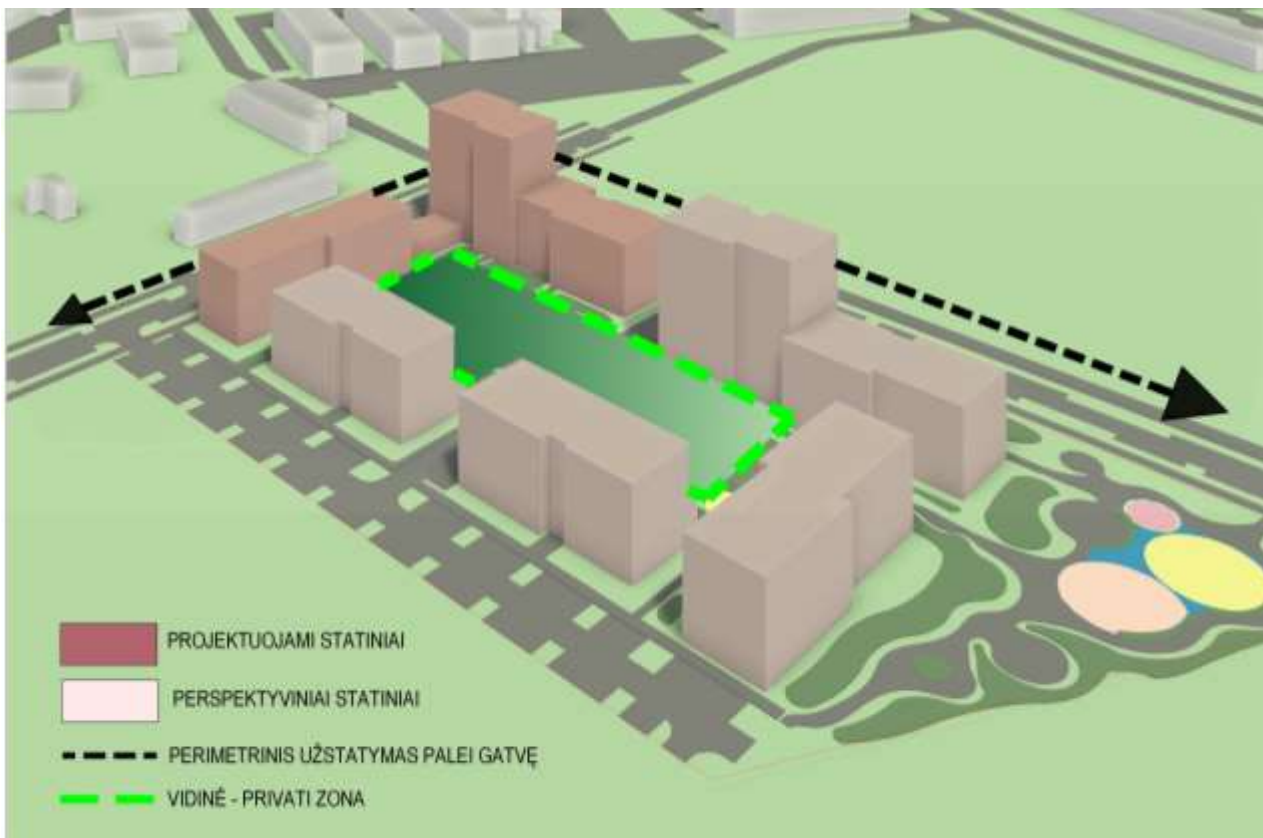 PROJEKTUOJAMI STATINIAI
PERSPEKTYVINIAI STATINIAI
PERIMETRINIS UŽSTATYMAS PALEI GATVĘ
VIDINĖ - PRIVATI ZONA